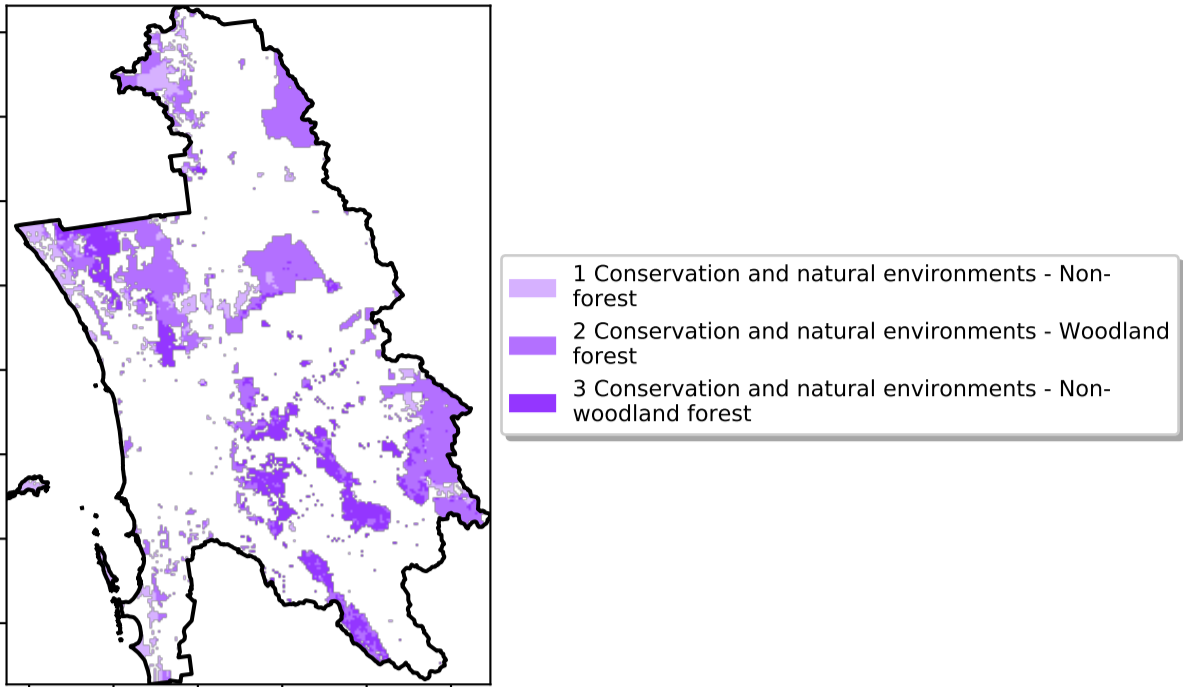 1 Conservation and natural environments - Non-
forest
2 Conservation and natural environments - Woodland
forest
3 Conservation and natural environments - Non-
woodland forest